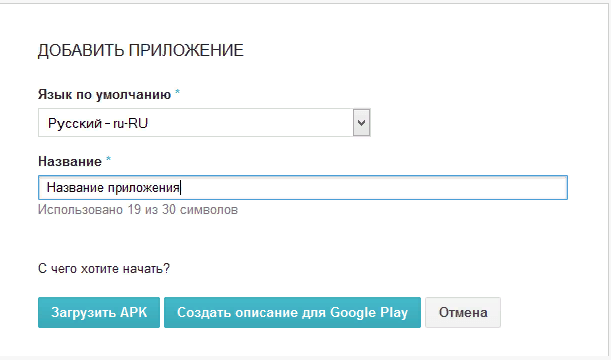 ДОБАВИТЬ ПРИЛОЖЕНИЕ
Язык по умолчанию *
Русский – ru-RU
Название *
Название приложения
Использовано 19 из 30 символов
С чего хотите начать?
Загрузить APK Создать описание для Google Play Отмена